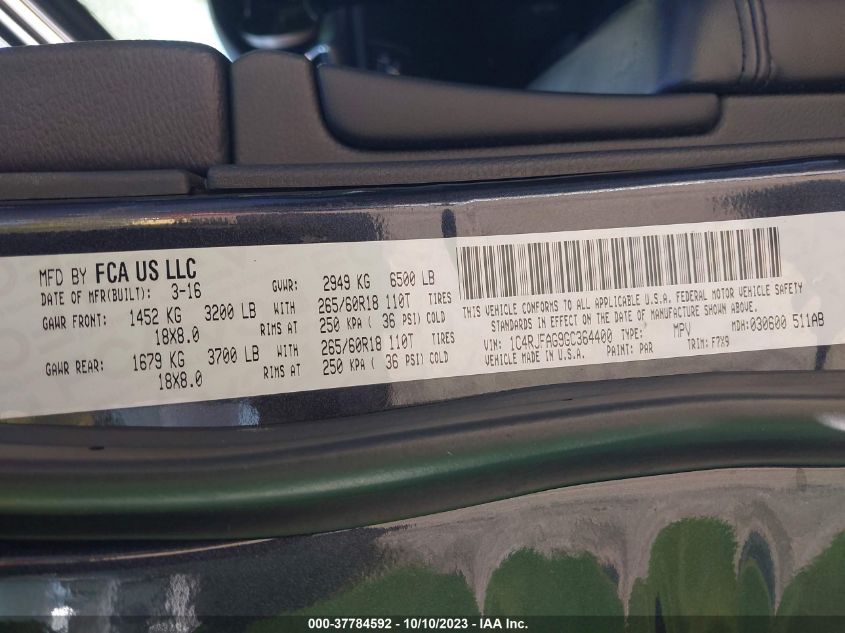 MFD BY FCA US LLC
DATE OF MFR(BUILT): 3-16 GVWR: 2949 KG 6500 LB
GAWR FRONT: 1452 KG 3200 LB WITH 265/60R18 110T TIRES
18X8.0 RIMS AT 250 KPA ( 36 PSI) COLD
GAWR REAR: 1679 KG 3700 LB WITH 265/60R18 110T TIRES
18X8.0 RIMS AT 250 KPA ( 36 PSI) COLD
THIS VEHICLE CONFORMS TO ALL APPLICABLE U.S.A. FEDERAL MOTOR VEHICLE SAFETY
STANDARDS IN EFFECT ON THE DATE OF MANUFACTURE SHOWN ABOVE.
VIN: 1C4RJFAG9GC364400 TYPE: MPV MDH: 030600 511AB
VEHICLE MADE IN U.S.A. PAINT: PAR TRIM: F7X9
000-37784592 - 10/10/2023 - IAA Inc.